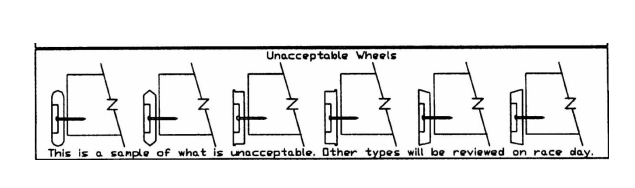 Unacceptable Wheels
This is a sample of what is unacceptable. Other types will be reviewed on race day.